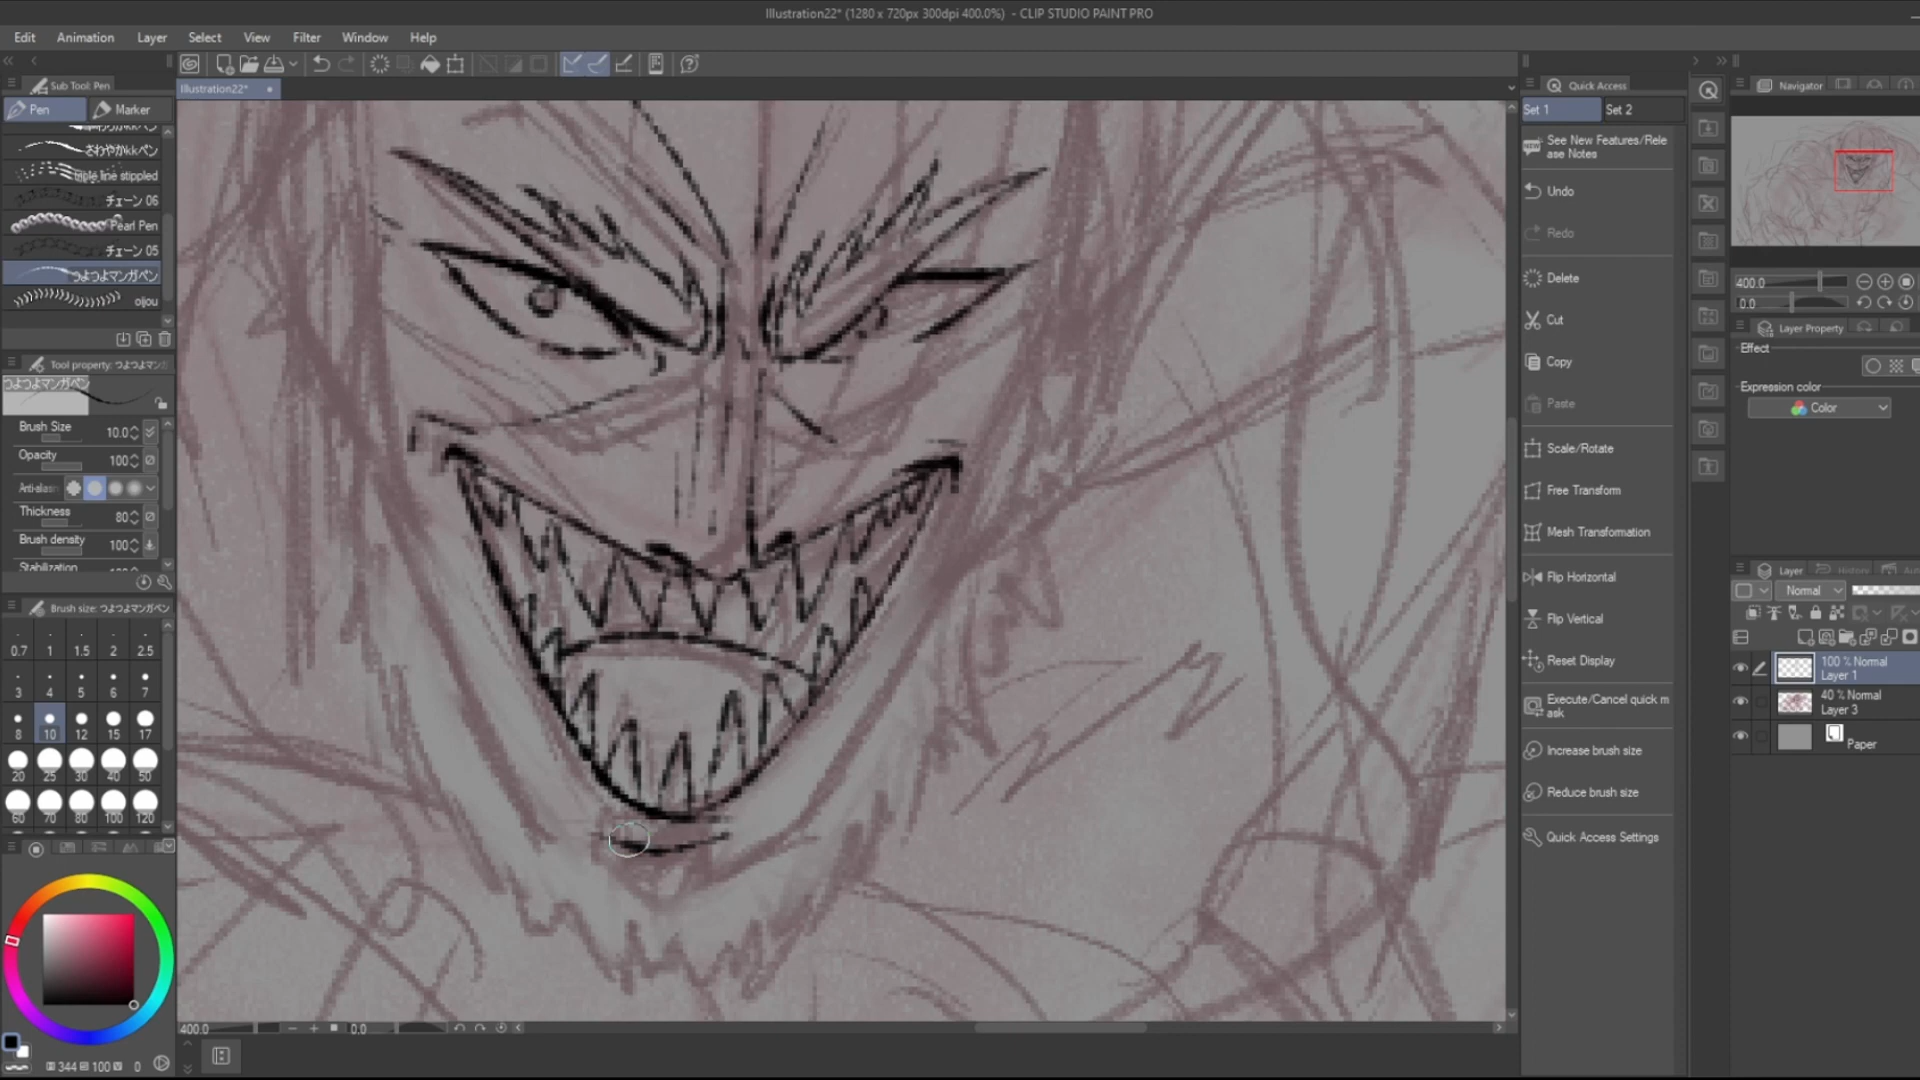 Illustration22* (1280 x 720px 300dpi 400.0%) - CLIP STUDIO PAINT PRO
Edit Animation Layer Select View Filter Window Help
Sub Tool: Pen
Pen
Marker
さわやかkkペン
triple line stippled
チェーン 06
Pearl Pen
チェーン 05
つよつよマンガペン
oijou
Tool property: つよつよマンガ
つよつよマンガペン
Brush Size 10.0
Opacity 100
Anti-alias
Thickness 80
Brush density 100
Stabilization
Brush size: つよつよマンガペン
0.7 1 1.5 2 2.5
3 4 5 6 7
8 10 12 15 17
20 25 30 40 50
60 70 80 100 120
344 100 0
Illustration22*
400.0
0.0
Quick Access
Set 1
Set 2
See New Features/Rele
ase Notes
Undo
Redo
Delete
Cut
Copy
Paste
Scale/Rotate
Free Transform
Mesh Transformation
Flip Horizontal
Flip Vertical
Reset Display
Execute/Cancel quick m
ask
Increase brush size
Reduce brush size
Quick Access Settings
Navigator
400.0
0.0
Layer Property
Effect
Expression color
Color
Layer
History
Normal
100 % Normal
Layer 1
40 % Normal
Layer 3
Paper